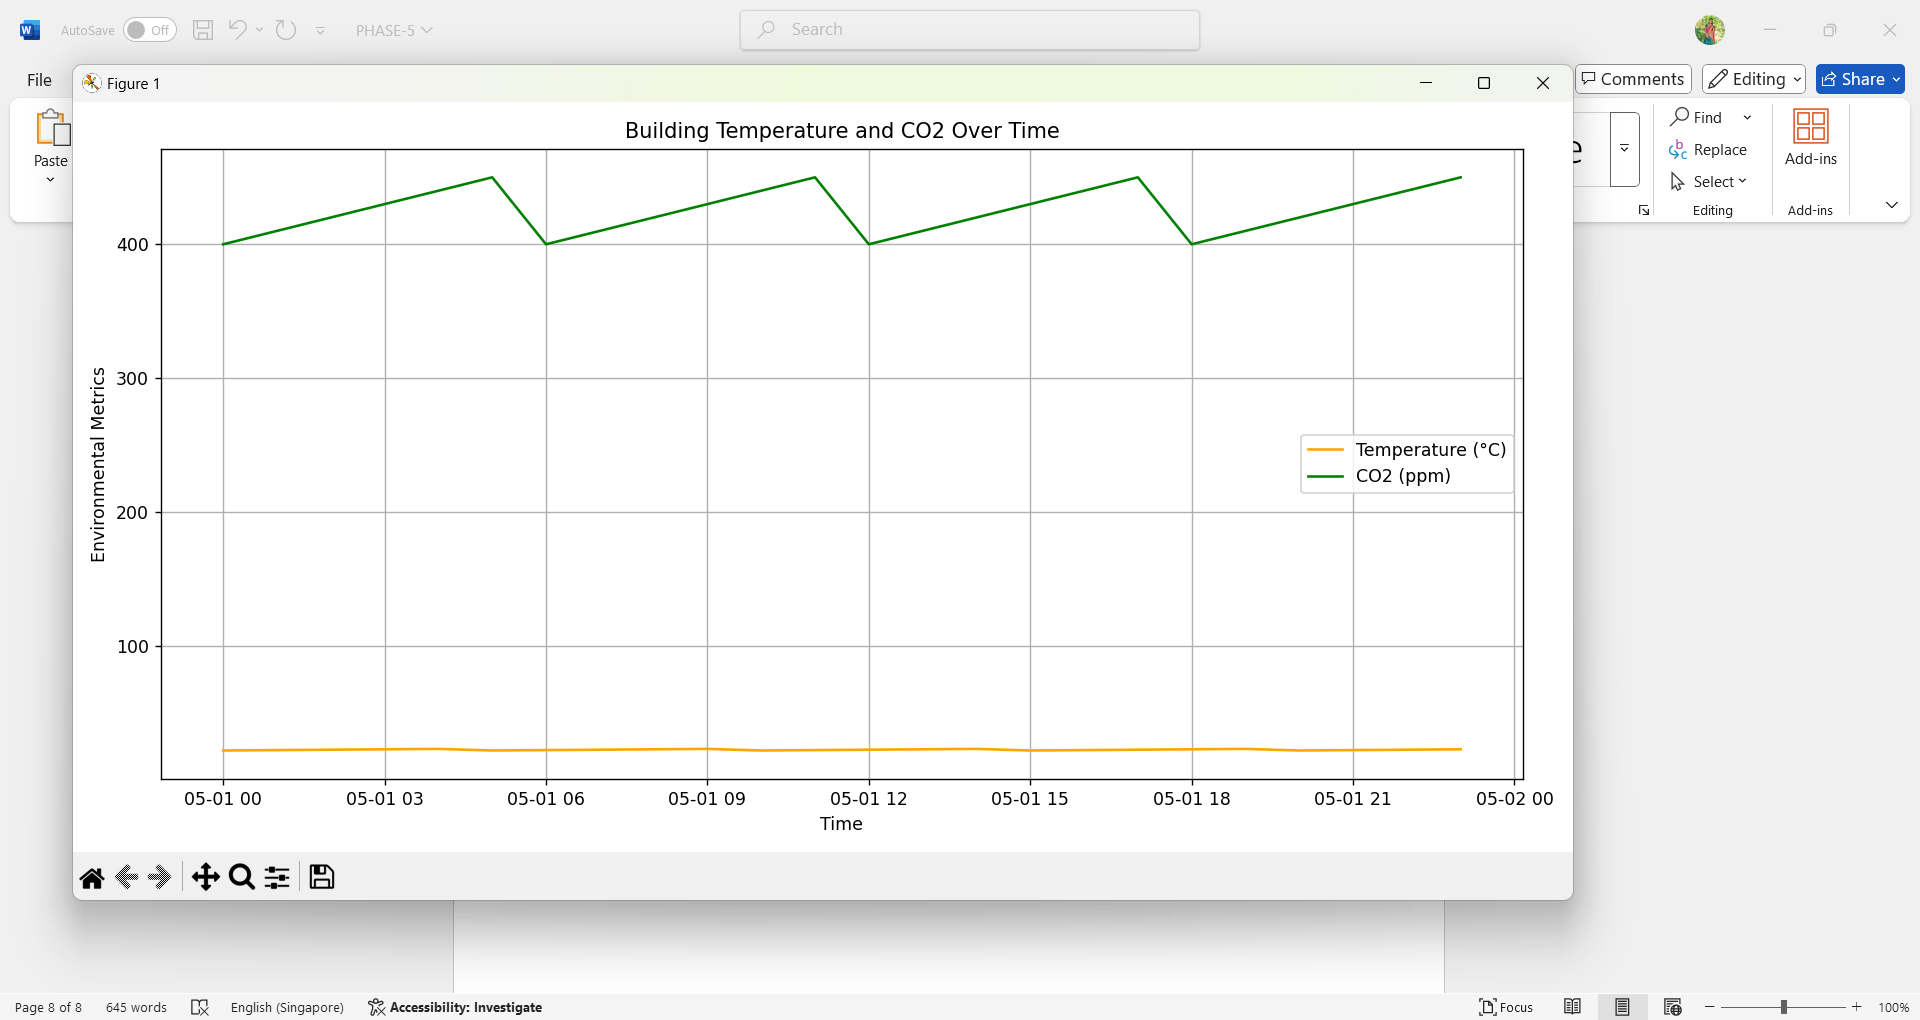 AutoSave Off PHASE-5 Search
File Comments Editing Share
Figure 1
Paste
Find
Replace
Select
Editing
Add-ins
Add-ins
Building Temperature and CO2 Over Time
Environmental Metrics
400
300
200
100
Temperature (°C)
CO2 (ppm)
05-01 00 05-01 03 05-01 06 05-01 09 05-01 12 05-01 15 05-01 18 05-01 21 05-02 00
Time
Page 8 of 8 645 words English (Singapore) Accessibility: Investigate Focus 100%